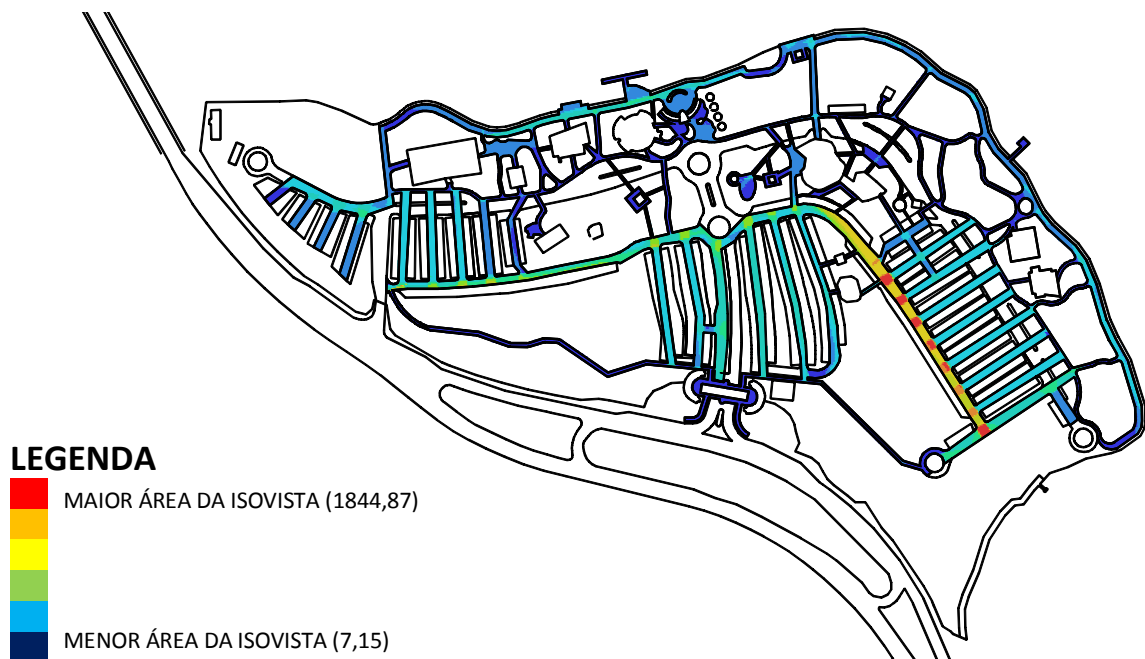 LEGENDA
MAIOR ÁREA DA ISOVISTA (1844,87)
MENOR ÁREA DA ISOVISTA (7,15)